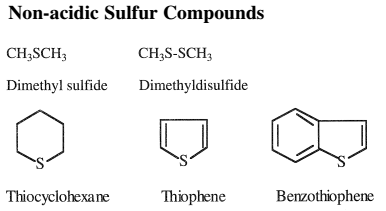 Non-acidic Sulfur Compounds
CH₃SCH₃ CH₃S-SCH₃
Dimethyl sulfide Dimethyldisulfide
S S S
Thiocyclohexane Thiophene Benzothiophene